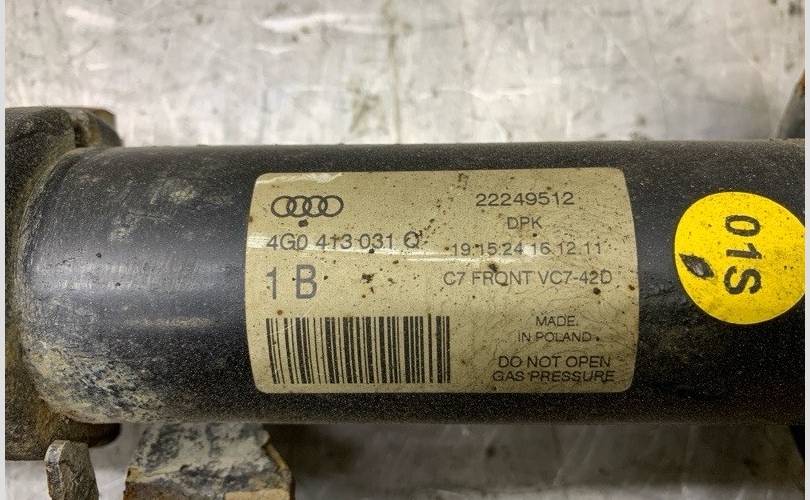 4G0 413 031 Q
1 B
22249512
DPK
19 15:24 16.12.11
C7 FRONT VC7-42D
MADE
IN POLAND
DO NOT OPEN
GAS PRESSURE
01S